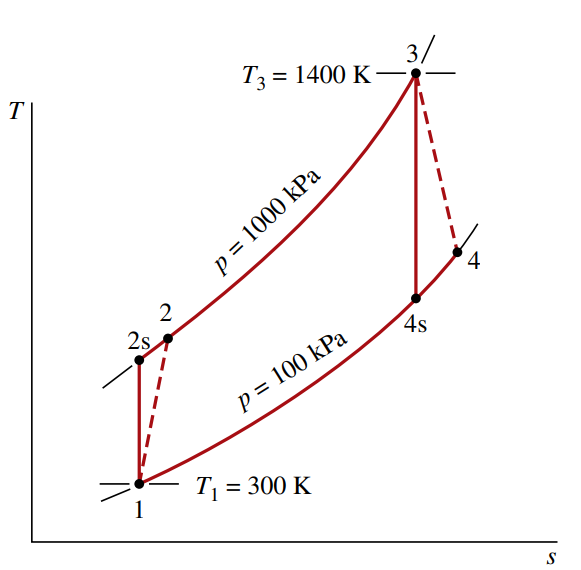 3
T₃ = 1400 K
T
p = 1000 kPa
4
2
2s
4s
p = 100 kPa
T₁ = 300 K
1
s